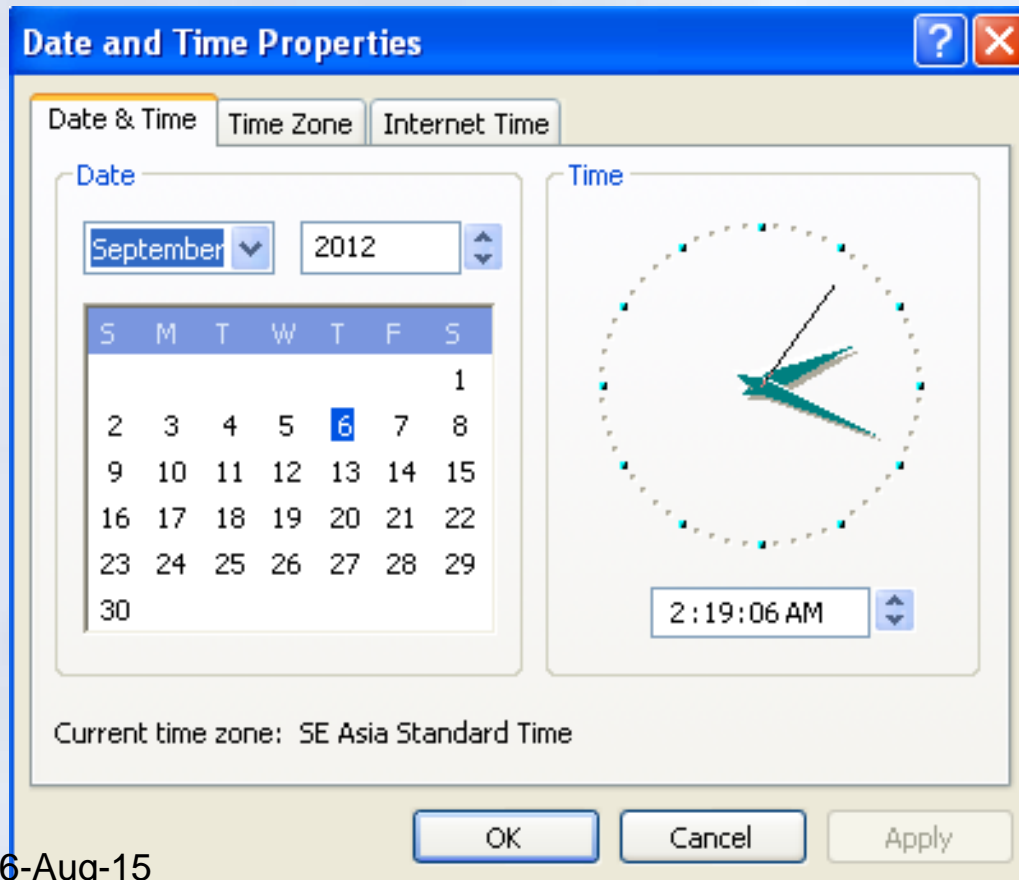 Date and Time Properties
Date & Time Time Zone Internet Time
Date
September 2012
S M T W T F S
1
2 3 4 5 6 7 8
9 10 11 12 13 14 15
16 17 18 19 20 21 22
23 24 25 26 27 28 29
30
Time
2:19:06 AM
Current time zone: SE Asia Standard Time
OK Cancel Apply
6-Aug-15